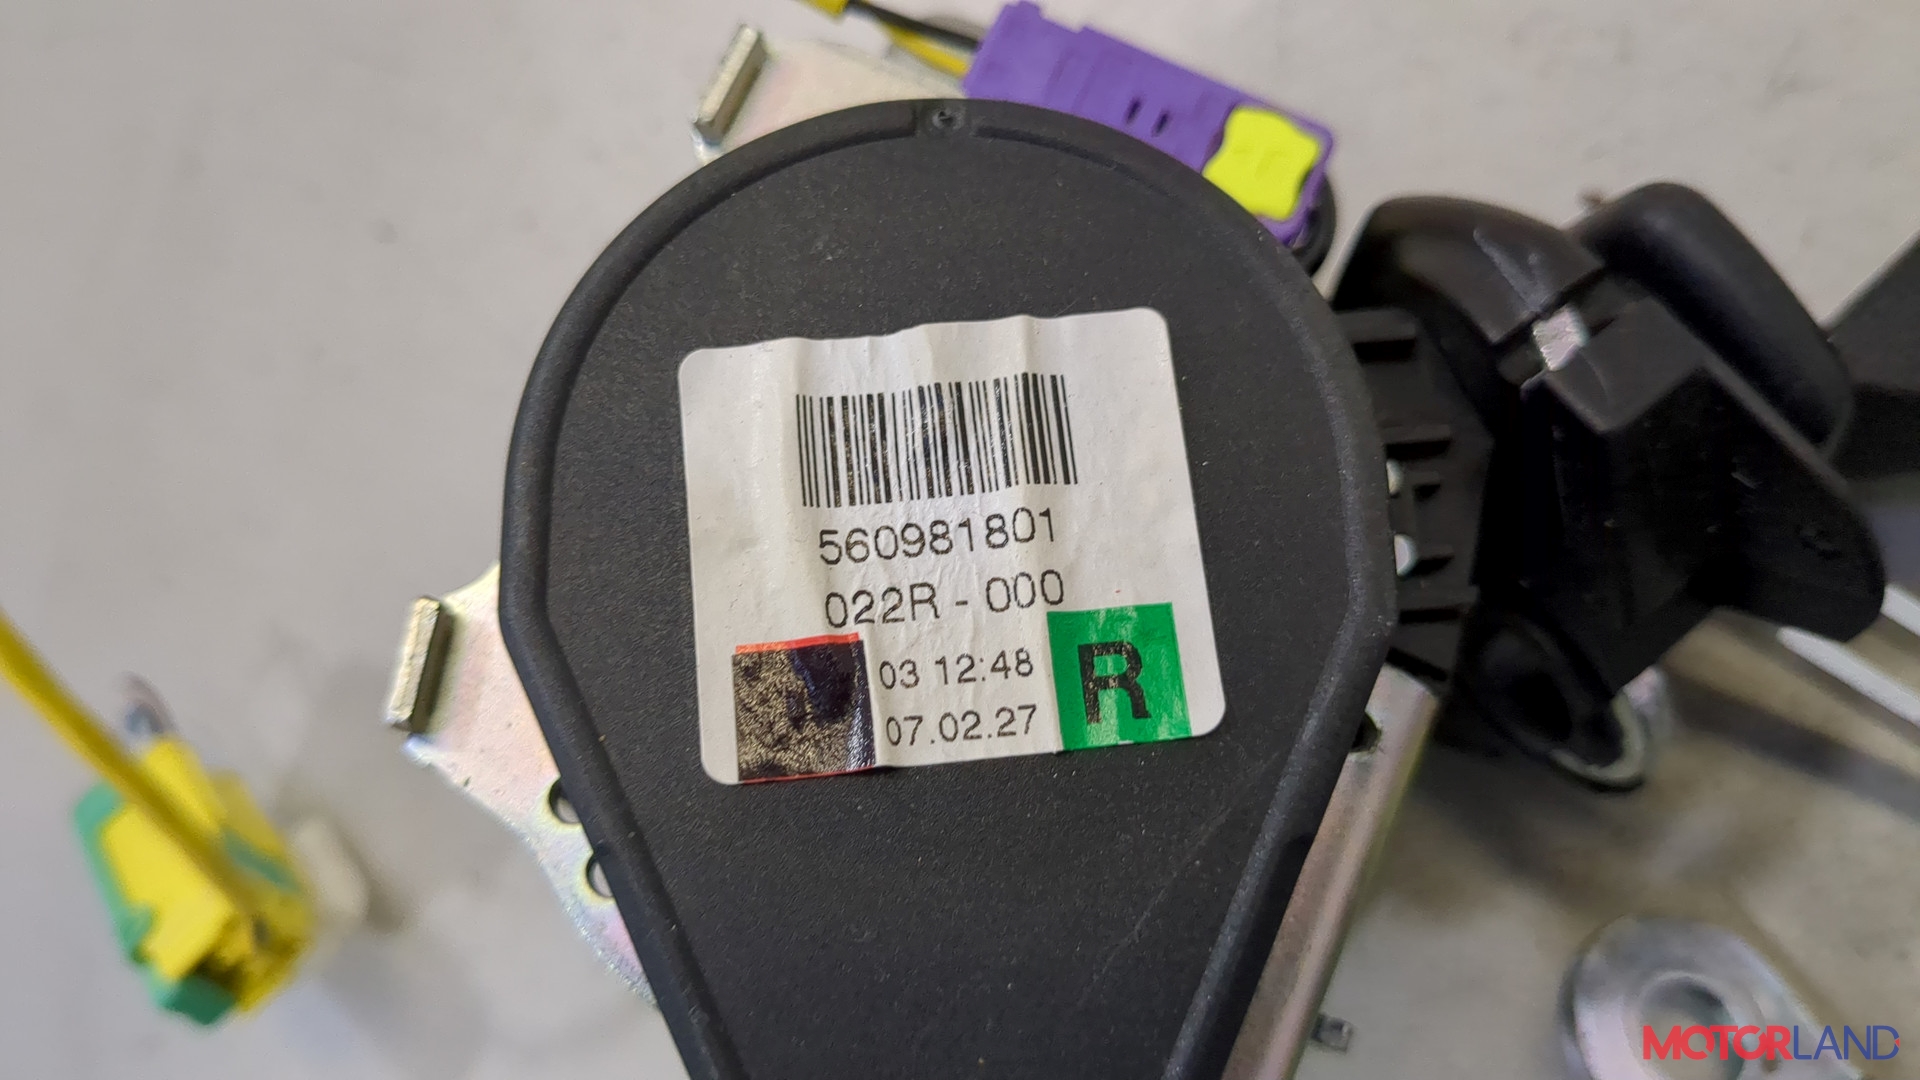 560981801
022R - 000
03 12:48
07.02.27
R
MOTORLAND